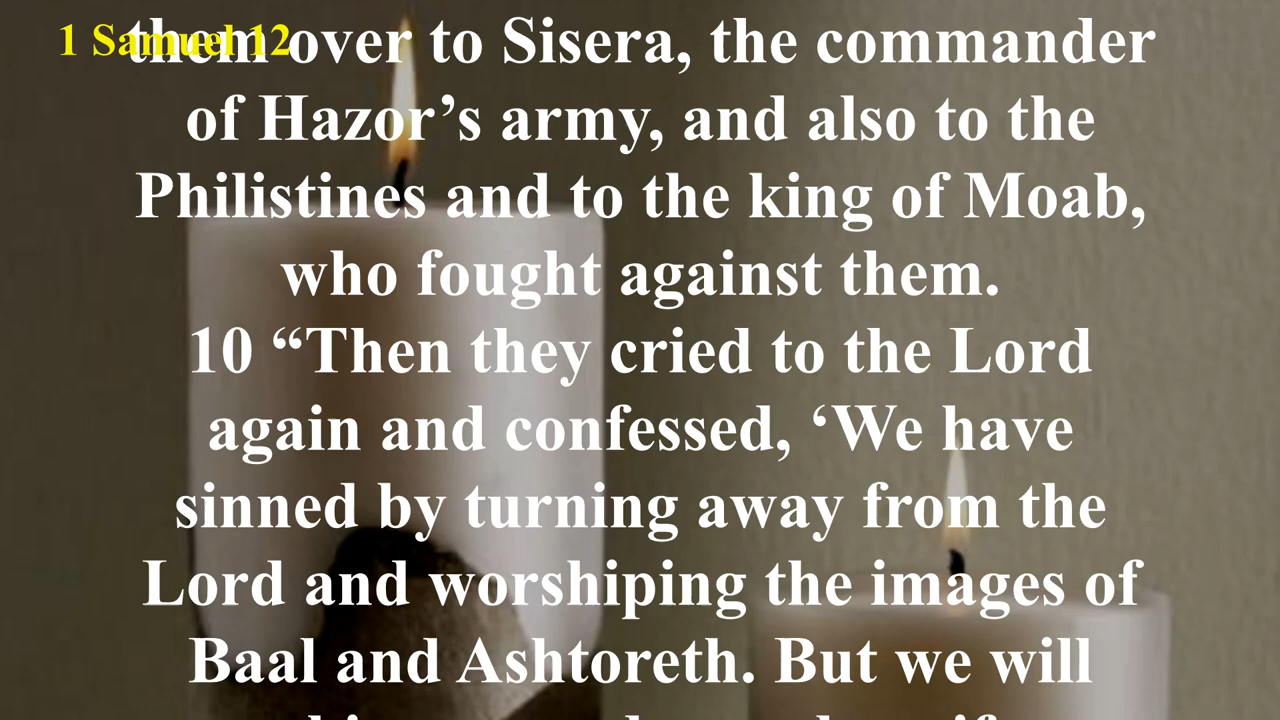 1 Samuel 12
them over to Sisera, the commander
of Hazor’s army, and also to the
Philistines and to the king of Moab,
who fought against them.
10 “Then they cried to the Lord
again and confessed, ‘We have
sinned by turning away from the
Lord and worshiping the images of
Baal and Ashtoreth. But we will